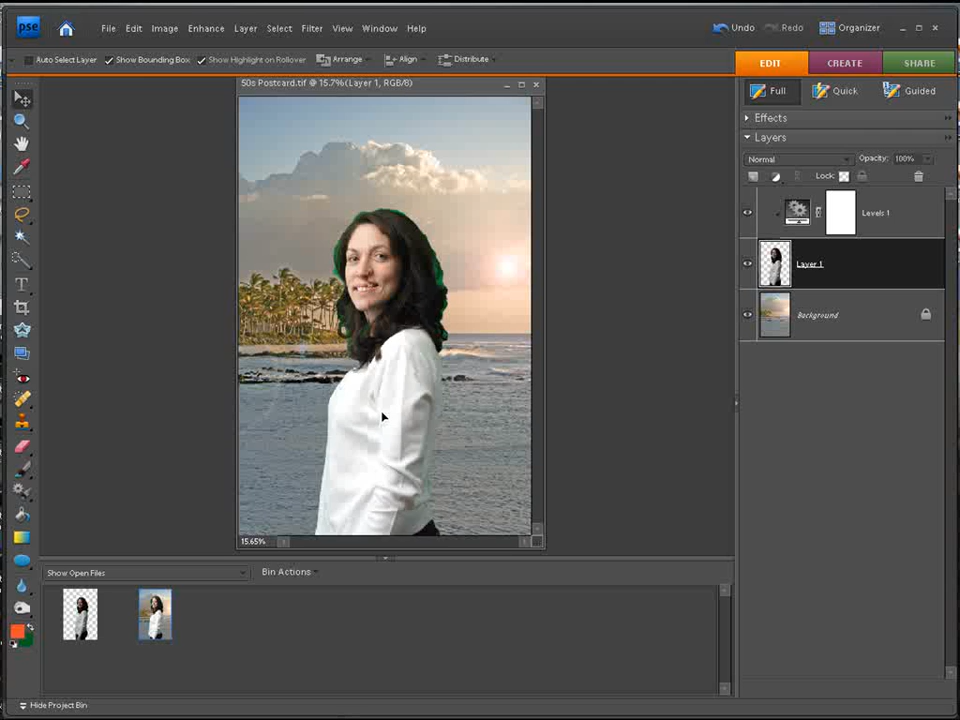 pse File Edit Image Enhance Layer Select Filter View Window Help Undo Redo Organizer
Auto Select Layer Show Bounding Box Show Highlight on Rollover Arrange Align Distribute EDIT CREATE SHARE
50s Postcard.tif @ 15.7%(Layer 1, RGB/8)
Full Quick Guided
Effects
Layers
Normal Opacity: 100%
Lock:
Levels 1
Layer 1
Background
15.65%
Show Open Files Bin Actions
Hide Project Bin